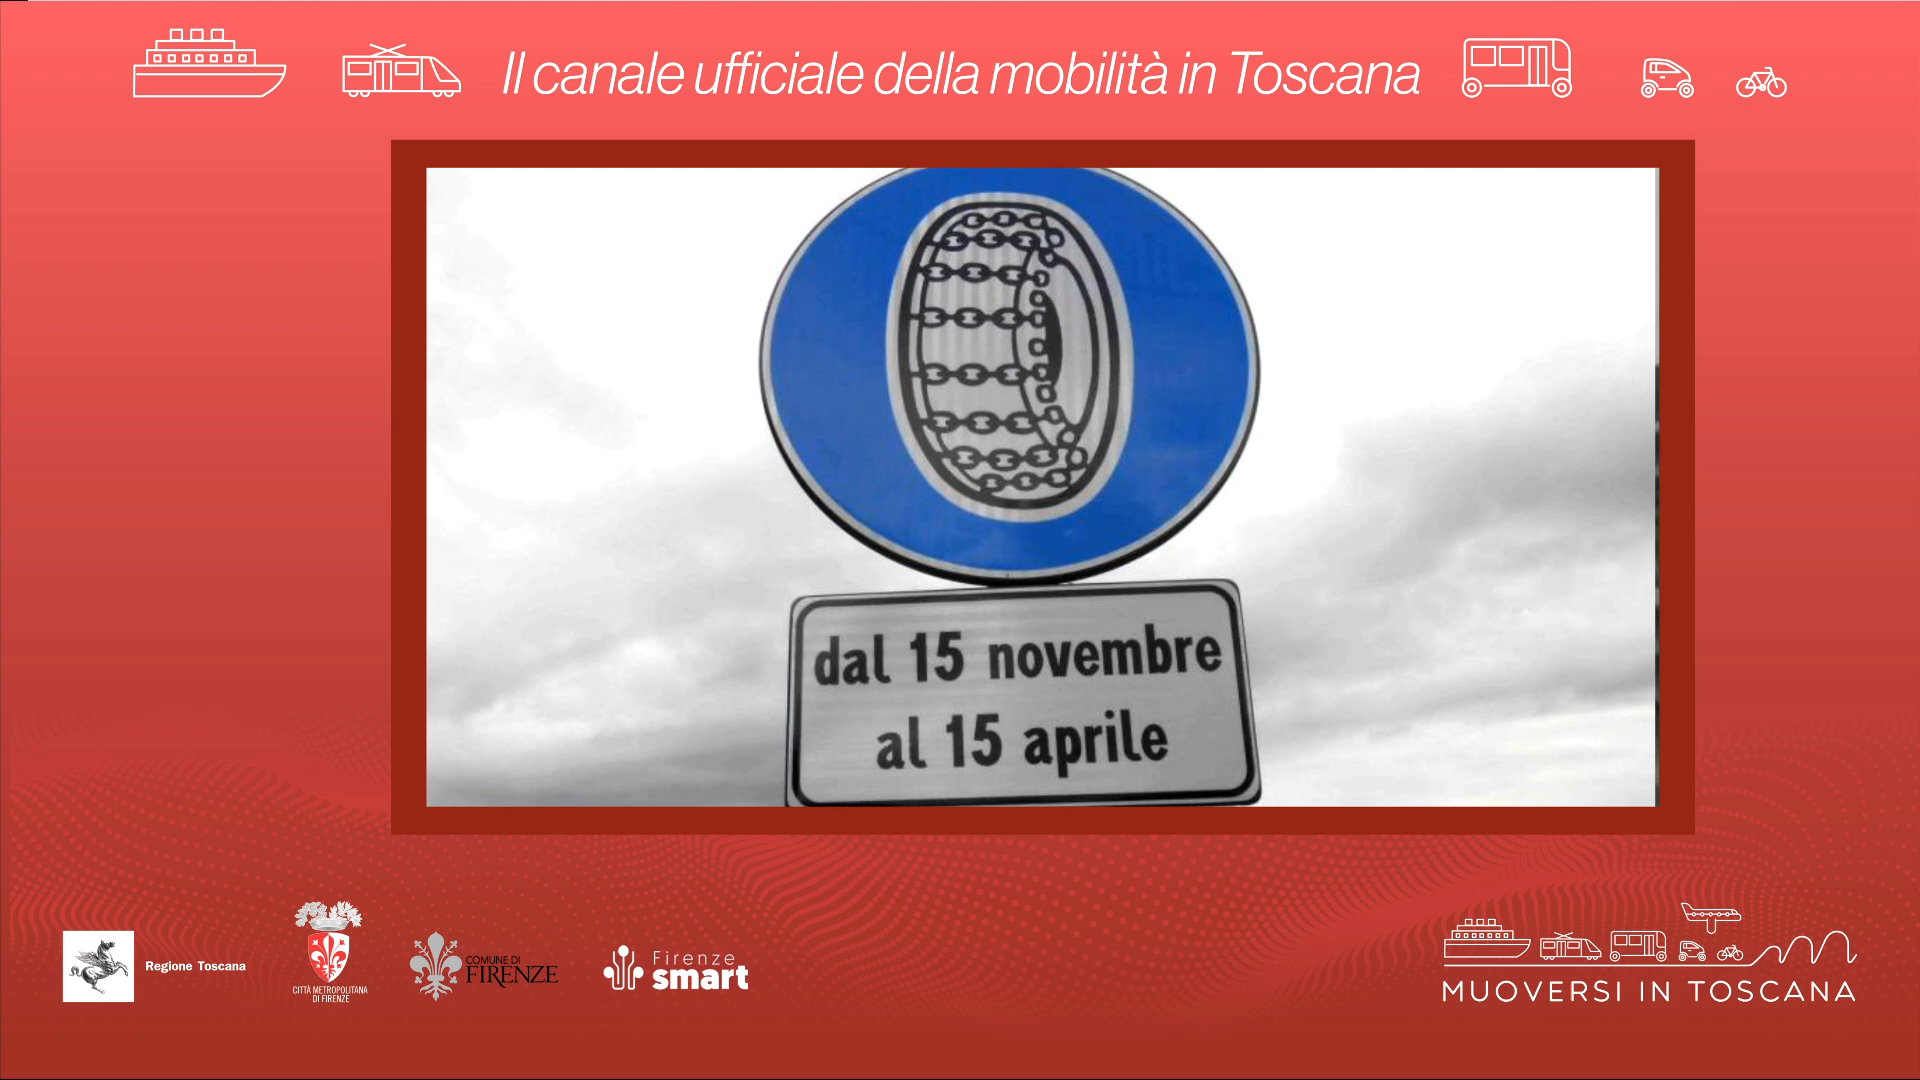 Il canale ufficiale della mobilità in Toscana
dal 15 novembre
al 15 aprile
Regione Toscana
CITTÀ METROPOLITANA
DI FIRENZE
COMUNE DI
FIRENZE
Firenze
smart
MUOVERSI IN TOSCANA